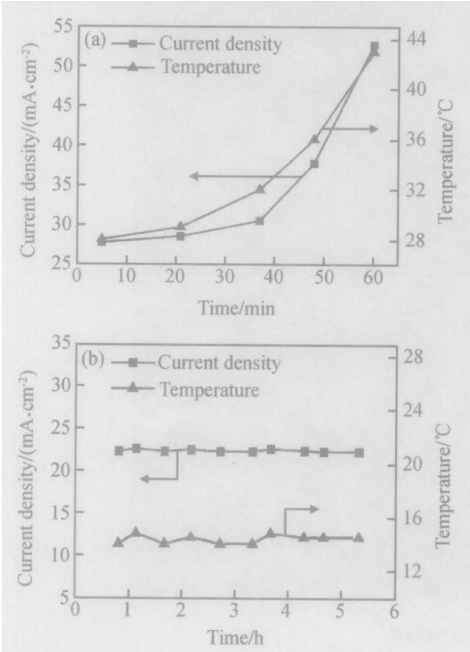 (a)
Current density
Temperature
Current density/(mA·cm-2)
55
50
45
40
35
30
25
44
40
36
32
28
Temperature/℃
0 10 20 30 40 50 60
Time/min
(b)
Current density
Temperature
Current density/(mA·cm-2)
35
30
25
20
15
10
5
28
24
20
16
12
Temperature/℃
0 1 2 3 4 5 6
Time/h